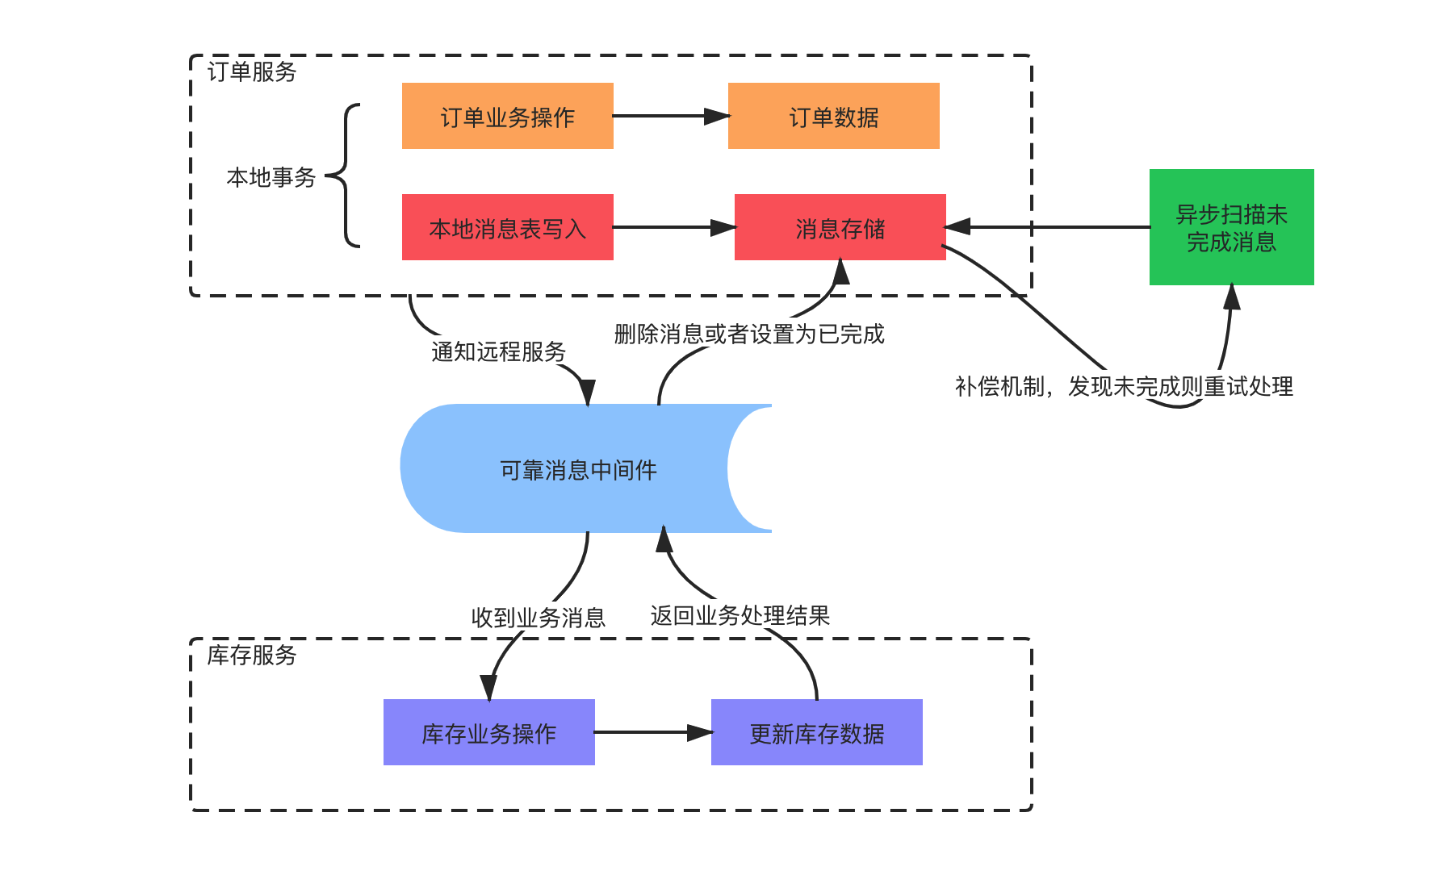 订单服务
订单业务操作
订单数据
本地事务
本地消息表写入
消息存储
异步扫描未
完成消息
删除消息或者设置为已完成
通知远程服务
补偿机制，发现未完成则重试处理
可靠消息中间件
收到业务消息
返回业务处理结果
库存服务
库存业务操作
更新库存数据